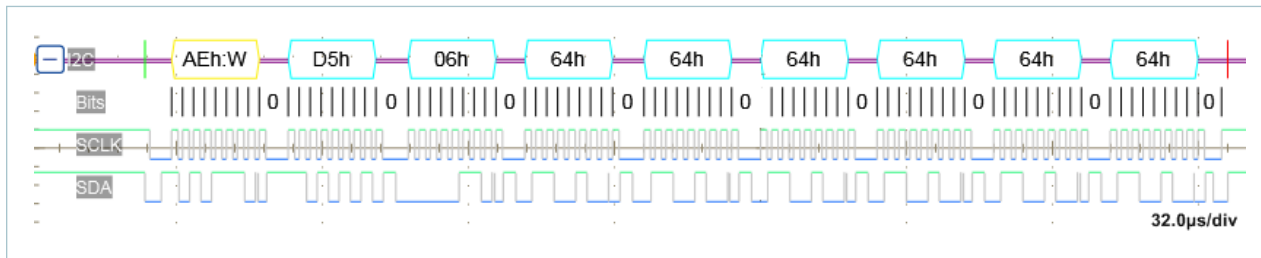 I2C AEh:W D5h 06h 64h 64h 64h 64h 64h 64h
Bits 0 0 0 0 0 0 0 0 0
SCLK
SDA
32.0µs/div